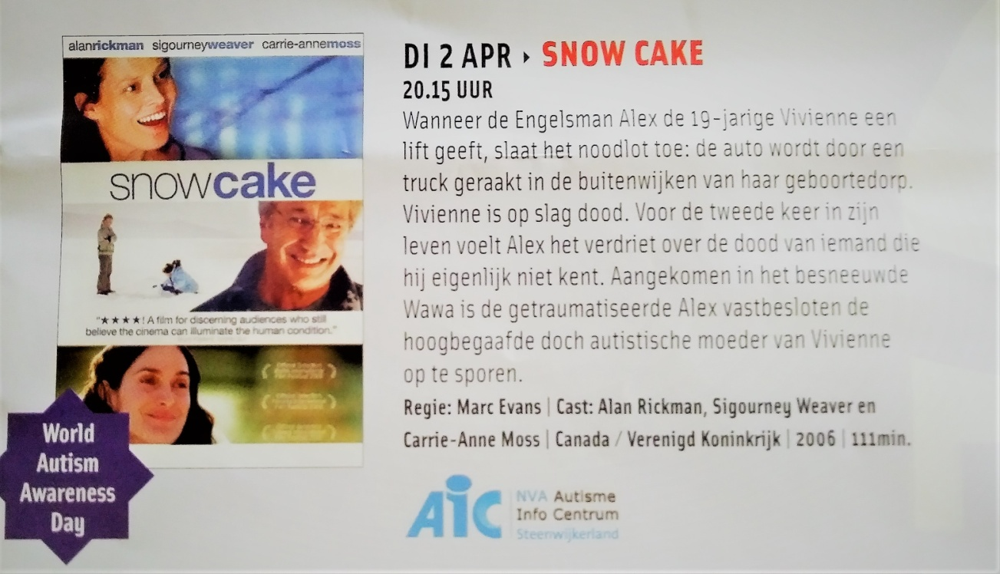 alanrickman sigourneyweaver carrie-annemoss
snowcake
"★★★★! A film for discerning audiences who still
believe the cinema can illuminate the human condition."
World
Autism
Awareness
Day
DI 2 APR ▸ SNOW CAKE
20.15 UUR
Wanneer de Engelsman Alex de 19-jarige Vivienne een
lift geeft, slaat het noodlot toe: de auto wordt door een
truck geraakt in de buitenwijken van haar geboortedorp.
Vivienne is op slag dood. Voor de tweede keer in zijn
leven voelt Alex het verdriet over de dood van iemand die
hij eigenlijk niet kent. Aangekomen in het besneeuwde
Wawa is de getraumatiseerde Alex vastbesloten de
hoogbegaafde doch autistische moeder van Vivienne
op te sporen.
Regie: Marc Evans | Cast: Alan Rickman, Sigourney Weaver en
Carrie-Anne Moss | Canada / Verenigd Koninkrijk | 2006 | 111min.
AiC
NVA Autisme
Info Centrum
Steenwijkerland